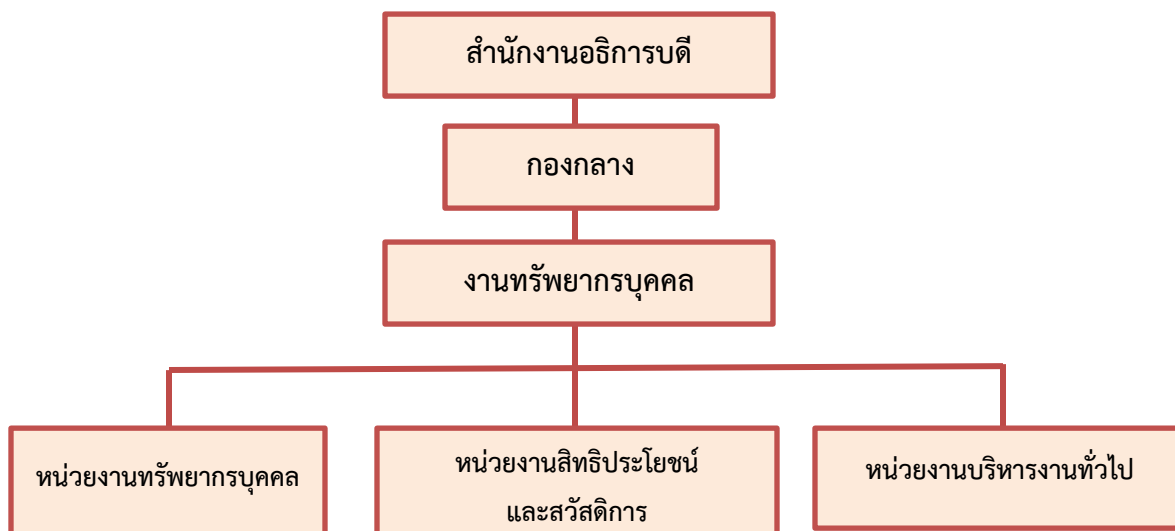 สำนักงานอธิการบดี
กองกลาง
งานทรัพยากรบุคคล
หน่วยงานทรัพยากรบุคคล
หน่วยงานสิทธิประโยชน์
และสวัสดิการ
หน่วยงานบริหารงานทั่วไป